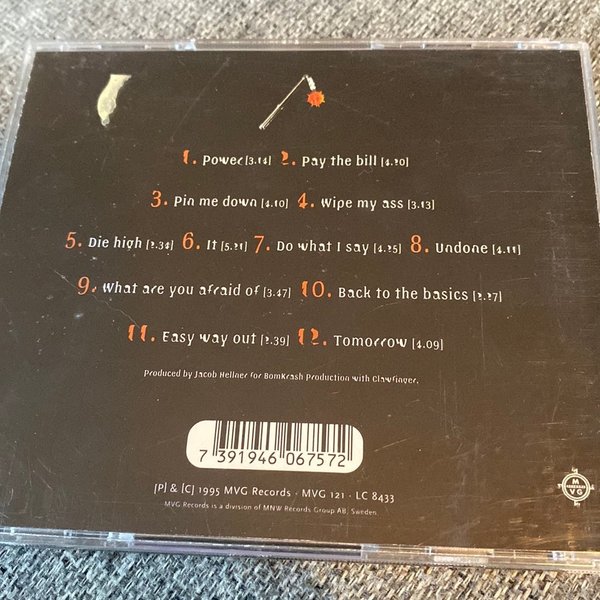 1. Power [3.14] 2. Pay the bill [4.20]
3. Pin me down [4.10] 4. Wipe my ass [3.13]
5. Die high [2.34] 6. It [5.21] 7. Do what I say [4.25] 8. Undone [4.11]
9. What are you afraid of [3.47] 10. Back to the basics [2.27]
11. Easy way out [2.39] 12. Tomorrow [4.09]
Produced by Jacob Hellner for BomKrash Production with Clawfinger.
7 391946 067572
[P] & [C] 1995 MVG Records · MVG 121 · LC 8433
MVG Records is a division of MNW Records Group AB, Sweden.
M
VG